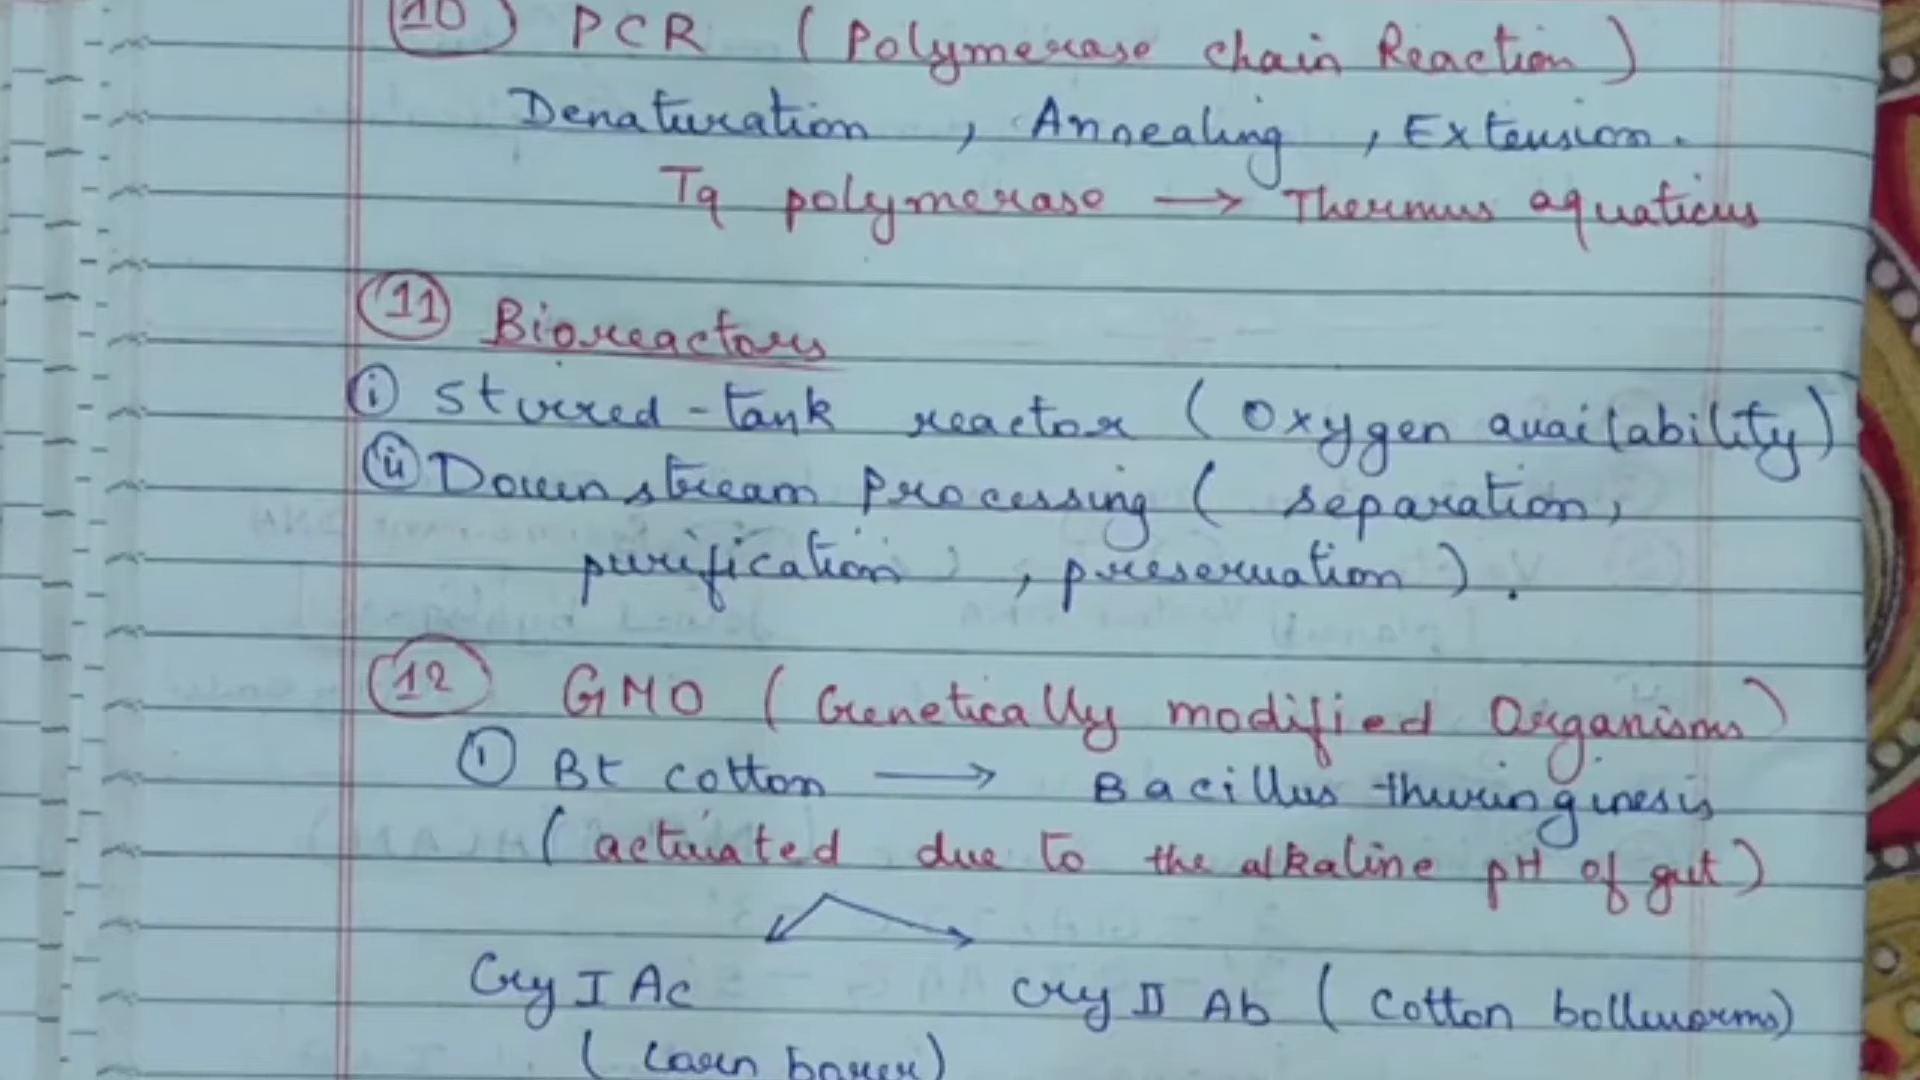 10 PCR (Polymerase chain Reaction)
Denaturation , Annealing , Extension.
Tq polymerase → Thermus aquaticus
11 Bioreactors
i Stirred-tank reactor (Oxygen availability)
ii Downstream Processing ( separation,
purification , preservation).
12 GMO (Genetically modified Organisms)
1 Bt cotton → Bacillus thuringinesis
(activated due to the alkaline pH of gut)
Cry I Ac Cry II Ab (Cotton bollworms)
(Corn borer)